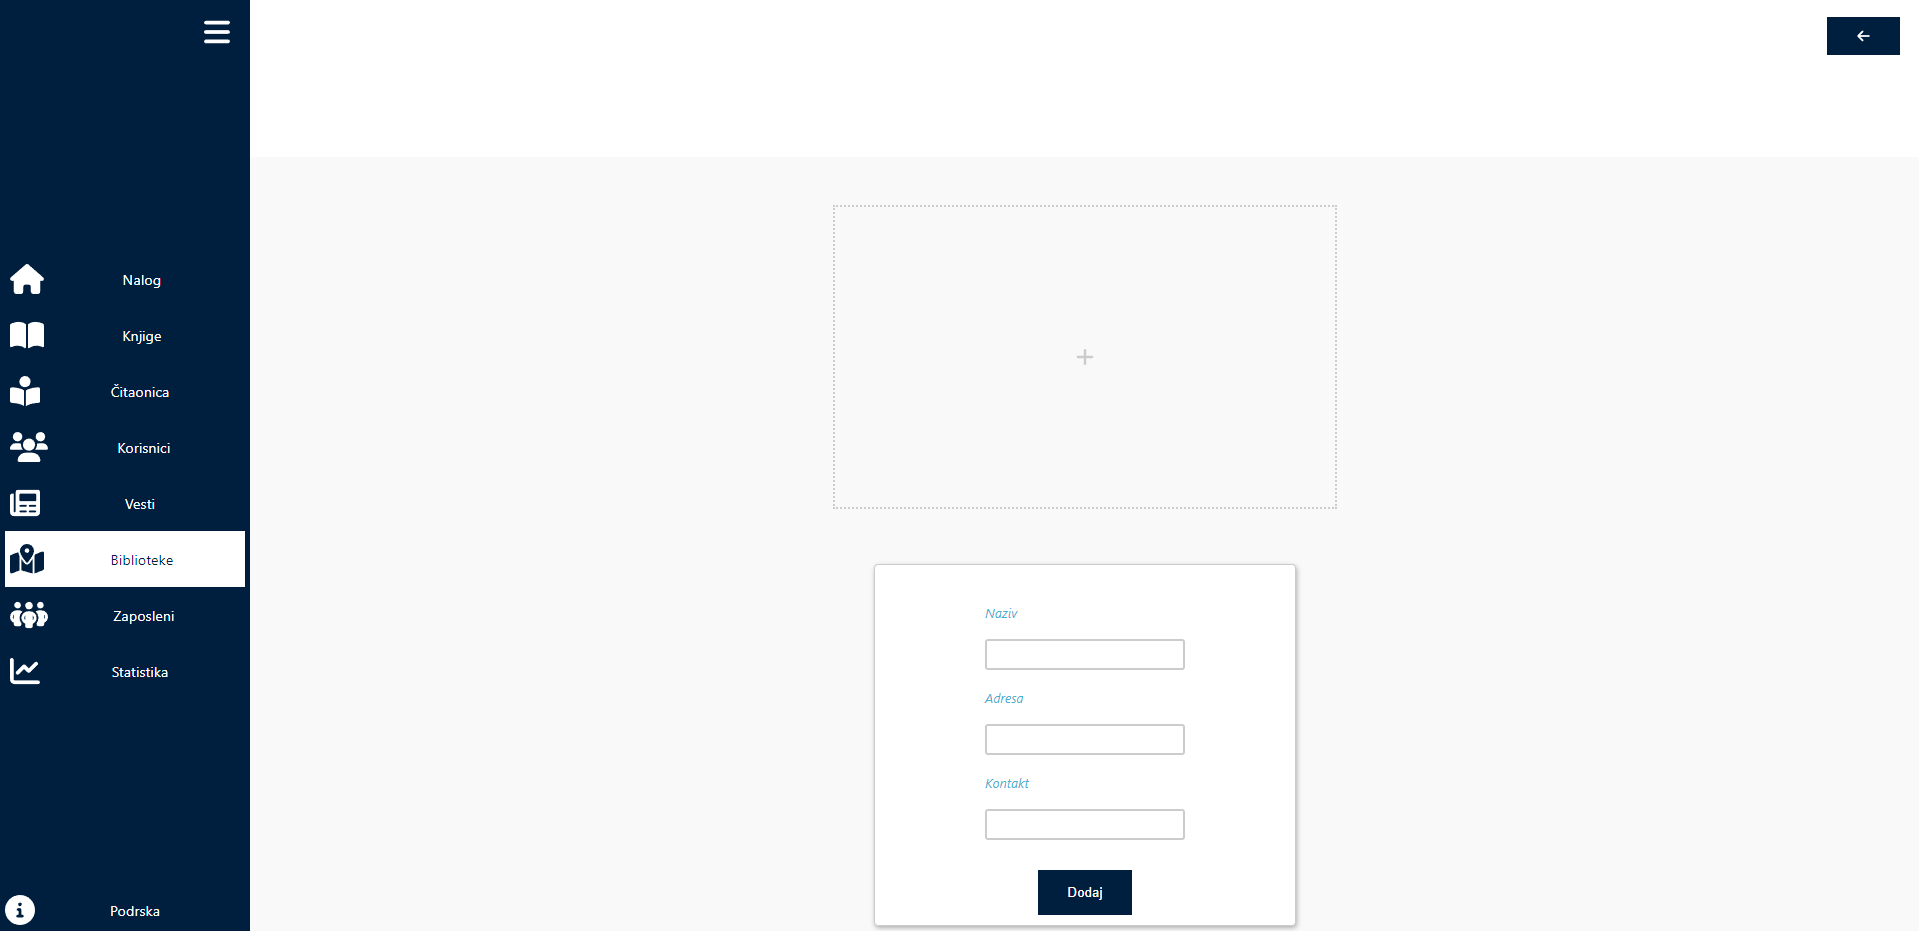 Nalog
Knjige
Čitaonica
Korisnici
Vesti
Biblioteke
Zaposleni
Statistika
Podrska
Naziv
Adresa
Kontakt
Dodaj